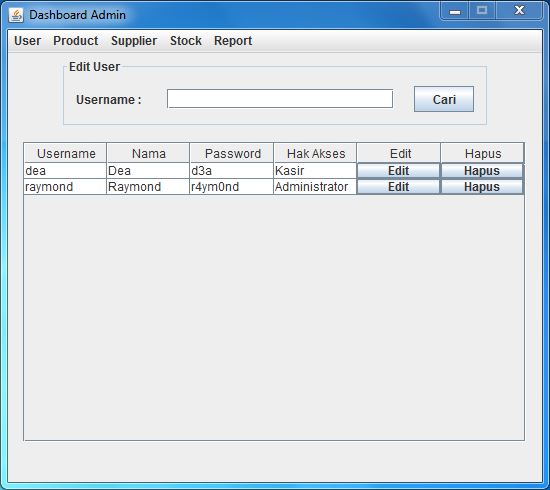 Dashboard Admin
User Product Supplier Stock Report
Edit User
Username : Cari
Username Nama Password Hak Akses Edit Hapus
dea Dea d3a Kasir Edit Hapus
raymond Raymond r4ym0nd Administrator Edit Hapus